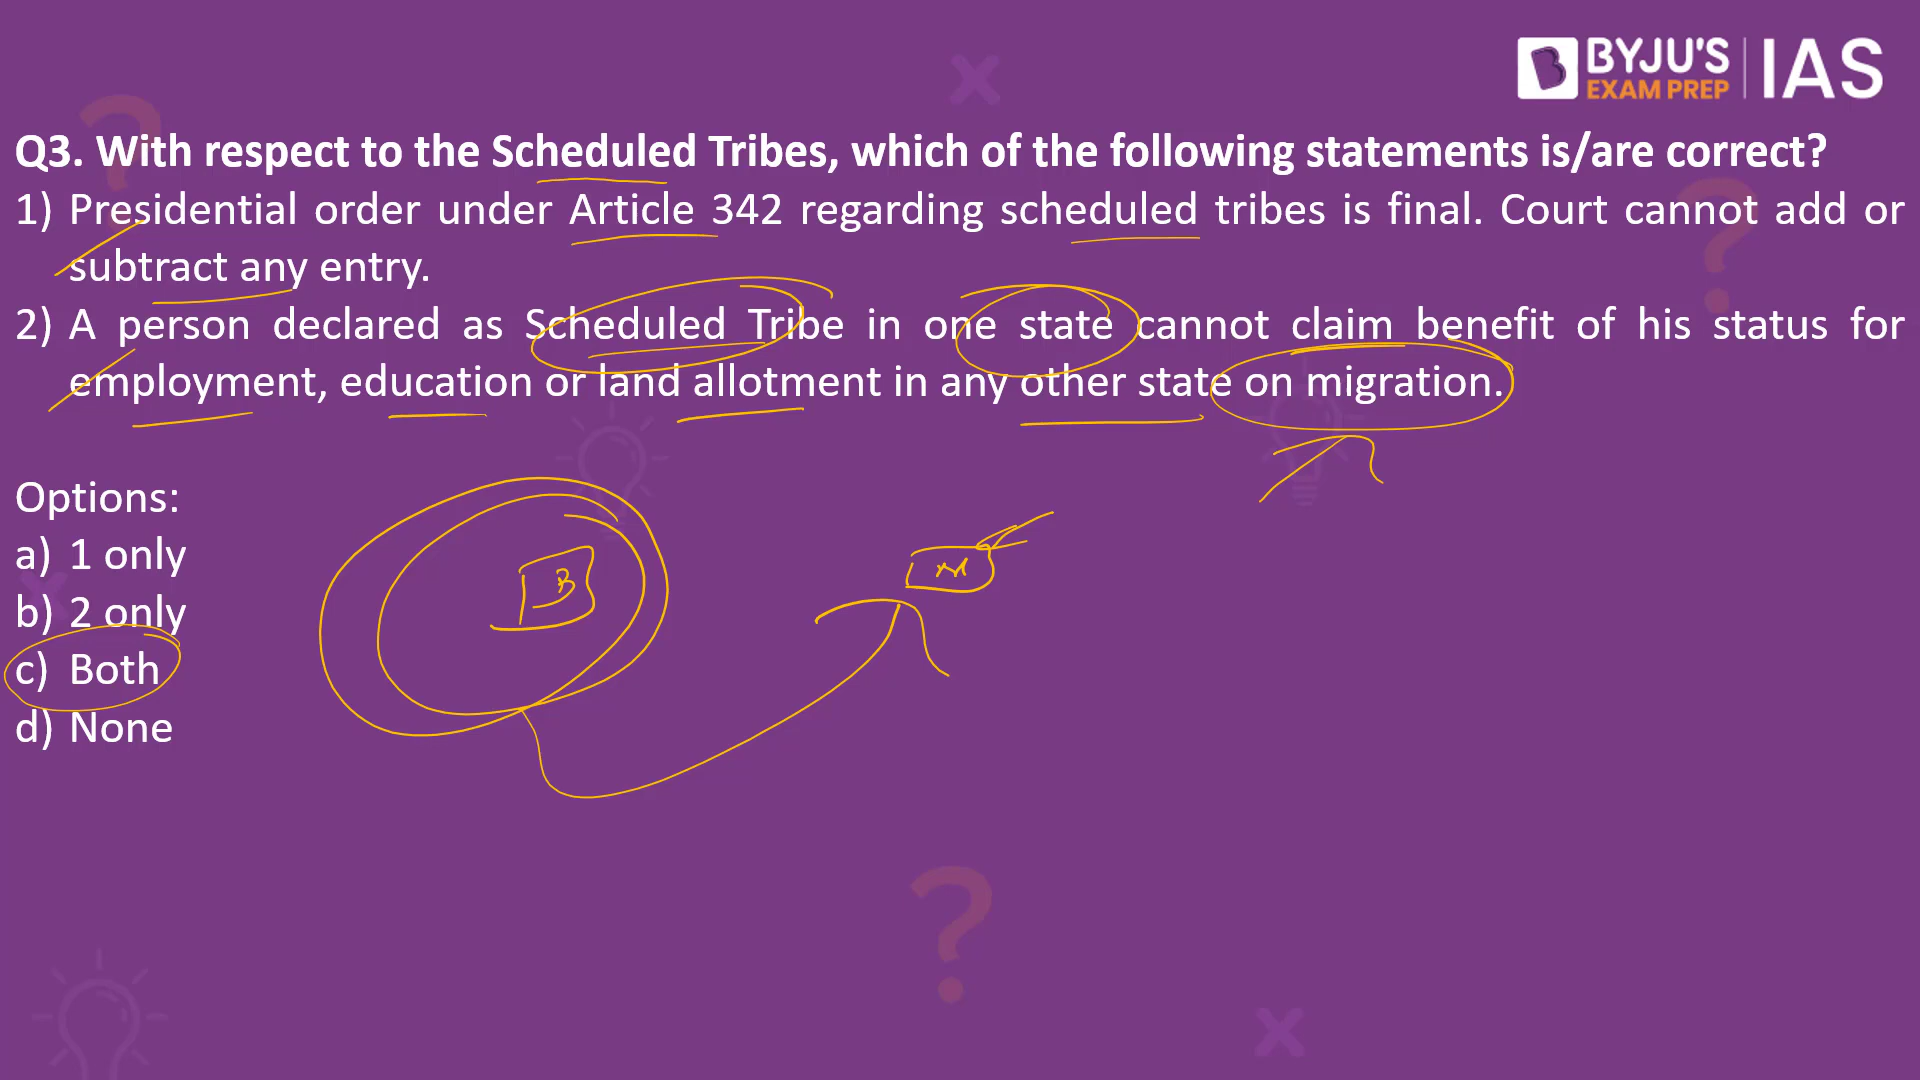 BYJU'S
EXAM PREP
IAS
Q3. With respect to the Scheduled Tribes, which of the following statements is/are correct?
1) Presidential order under Article 342 regarding scheduled tribes is final. Court cannot add or
subtract any entry.
2) A person declared as Scheduled Tribe in one state cannot claim benefit of his status for
employment, education or land allotment in any other state on migration.
Options:
a) 1 only
b) 2 only
c) Both
d) None
B
M